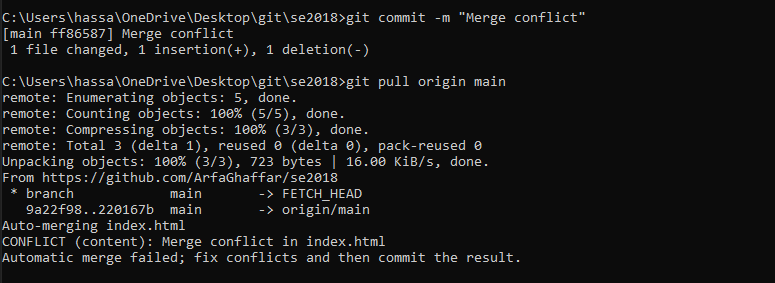 C:\Users\hassa\OneDrive\Desktop\git\se2018>git commit -m "Merge conflict"
[main ff86587] Merge conflict
 1 file changed, 1 insertion(+), 1 deletion(-)

C:\Users\hassa\OneDrive\Desktop\git\se2018>git pull origin main
remote: Enumerating objects: 5, done.
remote: Counting objects: 100% (5/5), done.
remote: Compressing objects: 100% (3/3), done.
remote: Total 3 (delta 1), reused 0 (delta 0), pack-reused 0
Unpacking objects: 100% (3/3), 723 bytes | 16.00 KiB/s, done.
From https://github.com/ArfaGhaffar/se2018
 * branch            main       -> FETCH_HEAD
   9a22f98..220167b  main       -> origin/main
Auto-merging index.html
CONFLICT (content): Merge conflict in index.html
Automatic merge failed; fix conflicts and then commit the result.